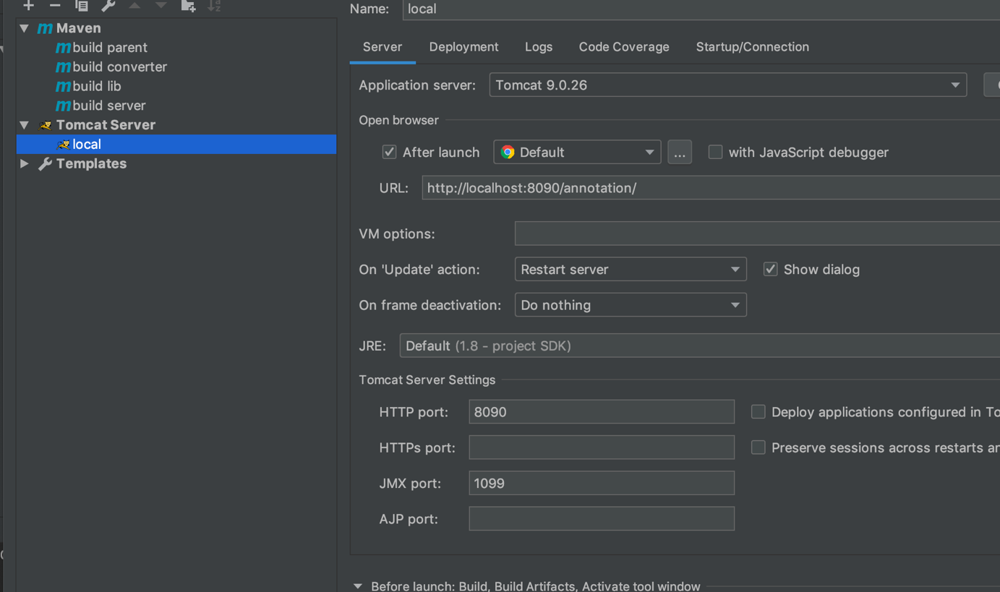 Name: local
Maven
build parent
build converter
build lib
build server
Tomcat Server
local
Templates
Server Deployment Logs Code Coverage Startup/Connection
Application server: Tomcat 9.0.26
Open browser
After launch Default ... with JavaScript debugger
URL: http://localhost:8090/annotation/
VM options:
On 'Update' action: Restart server Show dialog
On frame deactivation: Do nothing
JRE: Default (1.8 - project SDK)
Tomcat Server Settings
HTTP port: 8090 Deploy applications configured in To
HTTPs port: Preserve sessions across restarts an
JMX port: 1099
AJP port:
Before launch: Build, Build Artifacts, Activate tool window